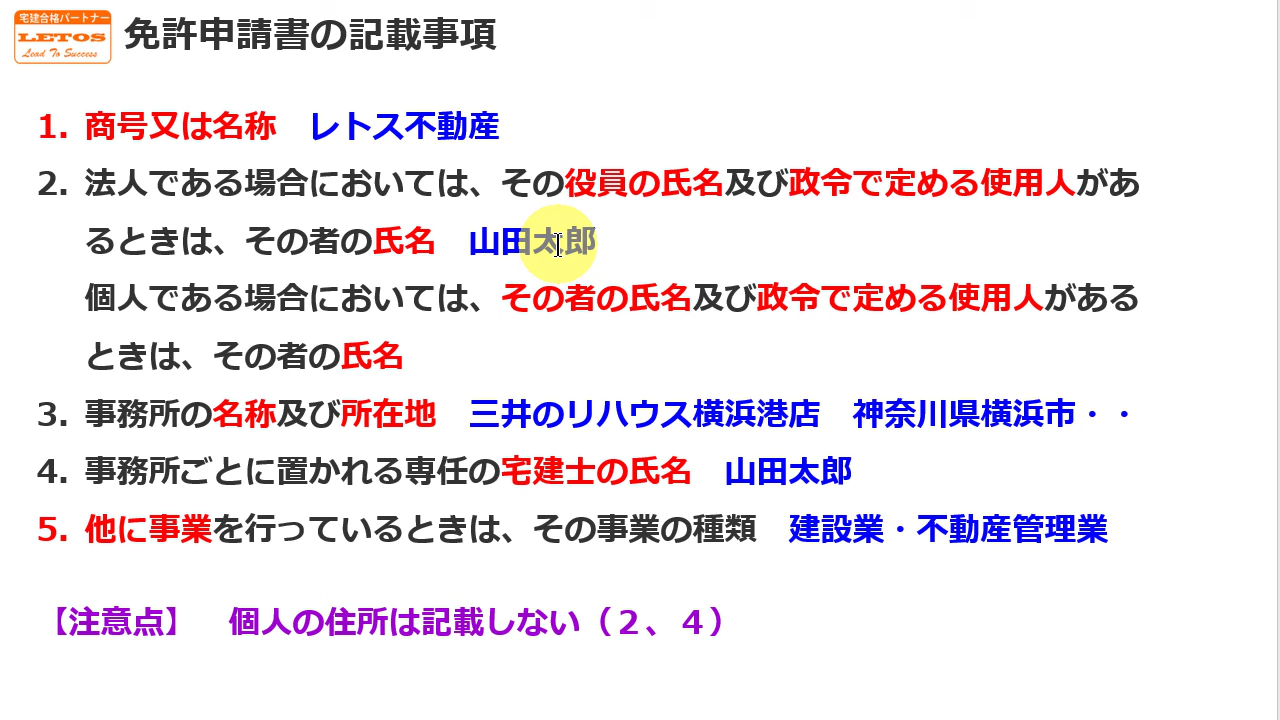 宅建合格パートナー
LETOS
Lead To Success
免許申請書の記載事項
1. 商号又は名称　レトス不動産
2. 法人である場合においては、その役員の氏名及び政令で定める使用人があ
るときは、その者の氏名　山田太郎
個人である場合においては、その者の氏名及び政令で定める使用人がある
ときは、その者の氏名
3. 事務所の名称及び所在地　三井のリハウス横浜港店　神奈川県横浜市・・
4. 事務所ごとに置かれる専任の宅建士の氏名　山田太郎
5. 他に事業を行っているときは、その事業の種類　建設業・不動産管理業
【注意点】　個人の住所は記載しない（２、４）